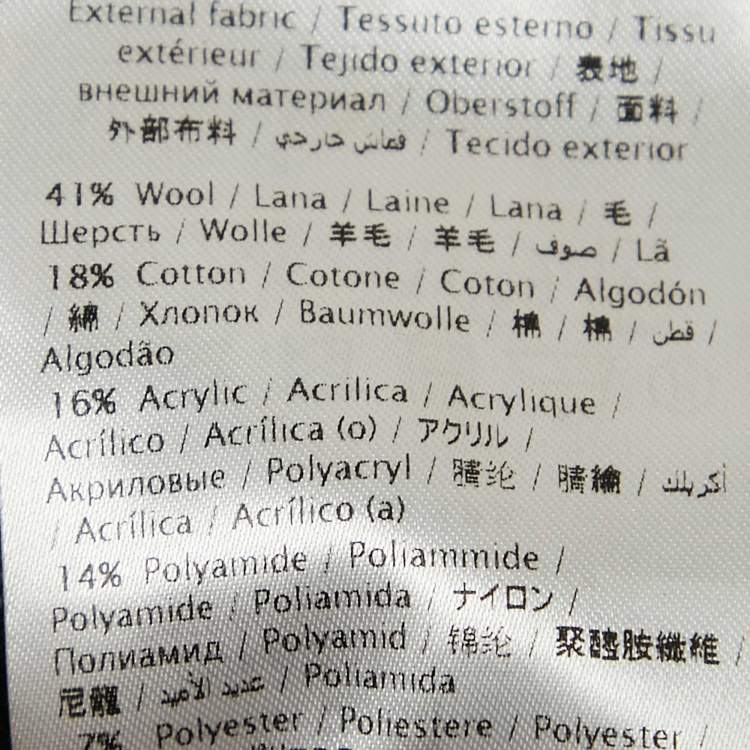 External fabric / Tessuto esterno / Tissu
extérieur / Tejido exterior / 表地 /
внешний материал / Oberstoff / 面料 /
外部布料 / قماش خارجي / Tecido exterior
41% Wool / Lana / Laine / Lana / 毛 /
Шерсть / Wolle / 羊毛 / 羊毛 / صوف / Lã
18% Cotton / Cotone / Coton / Algodón
/ 綿 / Хлопок / Baumwolle / 棉 / 棉 / قطن /
Algodão
16% Acrylic / Acrilica / Acrylique /
Acrílico / Acrílica (o) / アクリル /
Акриловые / Polyacryl / 腈纶 / 腈綸 / أكريلك
/ Acrílica / Acrílico (a)
14% Polyamide / Poliammide /
Polyamide / Poliamida / ナイロン /
Полиамид / Polyamid / 锦纶 / 聚醯胺纖維 /
尼龍 / عديد الأميد / Poliamida
7% Polyester / Poliestere / Polyester /